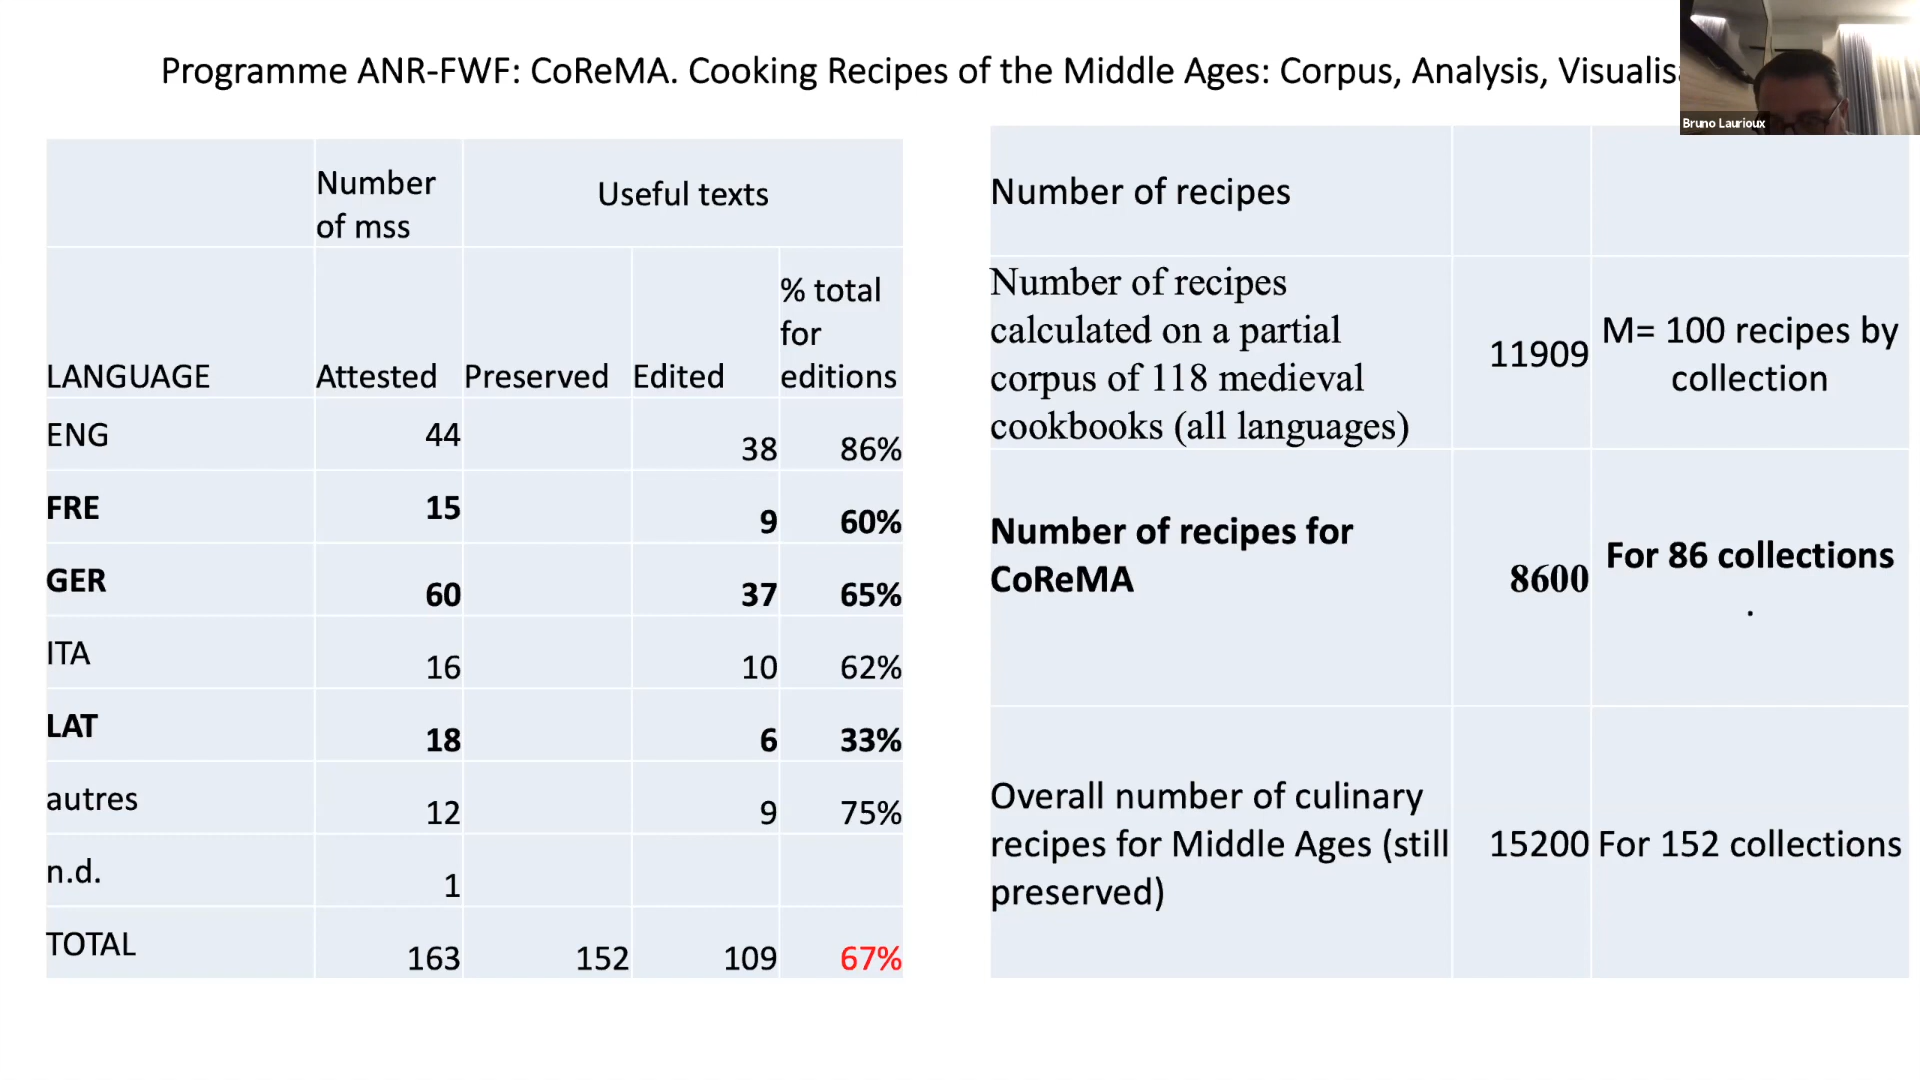 Programme ANR-FWF: CoReMA. Cooking Recipes of the Middle Ages: Corpus, Analysis,
Bruno Laurioux
Number
of mss
Useful texts
LANGUAGE Attested Preserved Edited % total
for
editions
ENG 44 38 86%
FRE 15 9 60%
GER 60 37 65%
ITA 16 10 62%
LAT 18 6 33%
autres 12 9 75%
n.d. 1
TOTAL 163 152 109 67%
Number of recipes
Number of recipes
calculated on a partial
corpus of 118 medieval
cookbooks (all languages)
11909
M= 100 recipes by
collection
Number of recipes for
CoReMA
8600
For 86 collections
.
Overall number of culinary
recipes for Middle Ages (still
preserved)
15200
For 152 collections